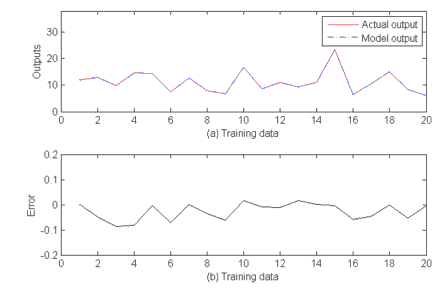 Actual output
Model output
30
20
10
0
Outputs
0 2 4 6 8 10 12 14 16 18 20
(a) Training data
0.2
0.1
0
-0.1
-0.2
Error
0 2 4 6 8 10 12 14 16 18 20
(b) Training data